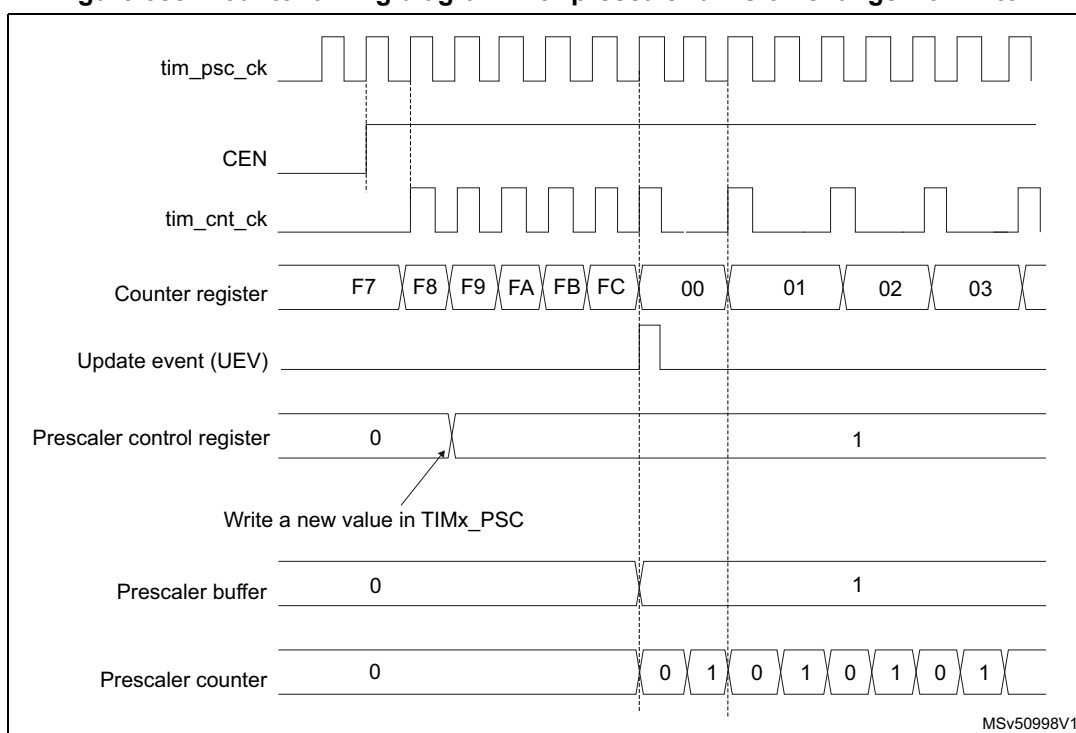 tim_psc_ck
CEN
tim_cnt_ck
Counter register F7 F8 F9 FA FB FC 00 01 02 03
Update event (UEV)
Prescaler control register 0 1
Write a new value in TIMx_PSC
Prescaler buffer 0 1
Prescaler counter 0 0 1 0 1 0 1 0 1
MSv50998V1